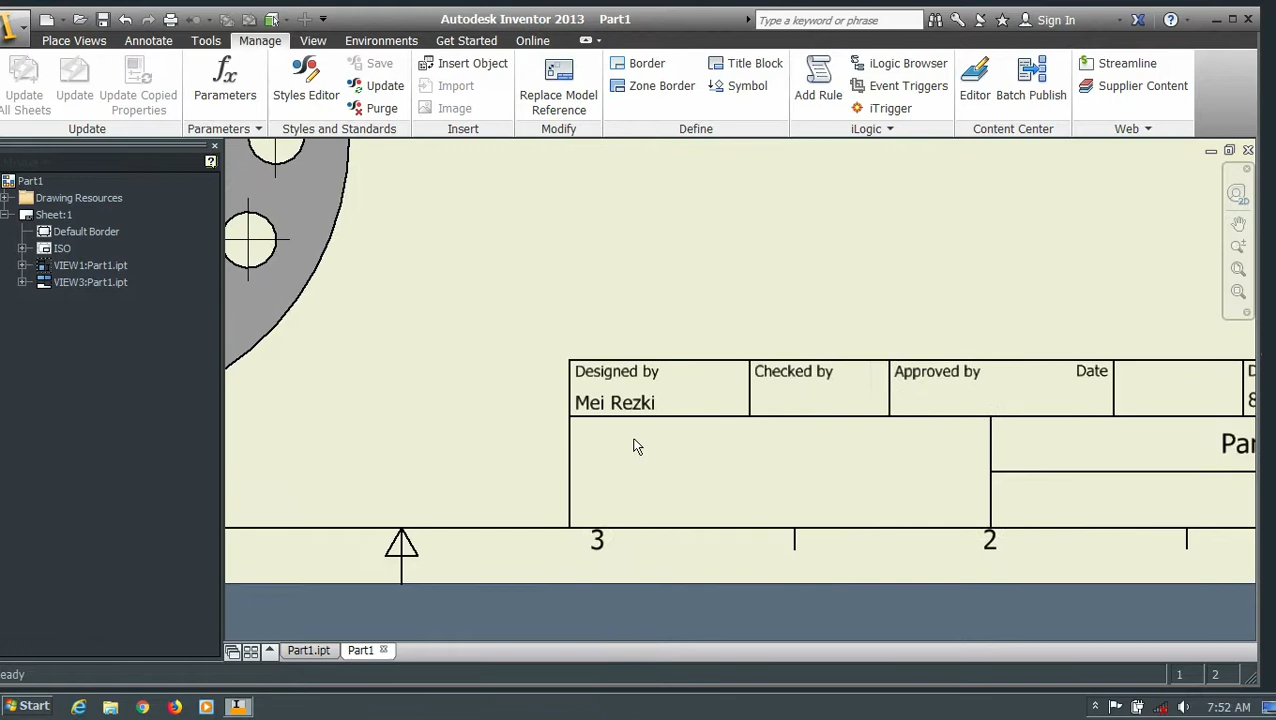 Autodesk Inventor 2013 Part1
Type a keyword or phrase
Sign In
Place Views Annotate Tools Manage View Environments Get Started Online
Update All Sheets
Update
Update Copied Properties
Update
fx
Parameters
Parameters
Styles Editor
Save
Update
Purge
Styles and Standards
Insert Object
Import
Image
Insert
Replace Model Reference
Modify
Border
Zone Border
Title Block
Symbol
Define
Add Rule
iLogic Browser
Event Triggers
iTrigger
iLogic
Editor
Batch Publish
Content Center
Streamline
Supplier Content
Web
Part1
Drawing Resources
Sheet:1
Default Border
ISO
VIEW1:Part1.ipt
VIEW3:Part1.ipt
2D
Designed by
Mei Rezki
Checked by
Approved by
Date
3
2
Part1.ipt
Part1
eady
1 2
Start
7:52 AM